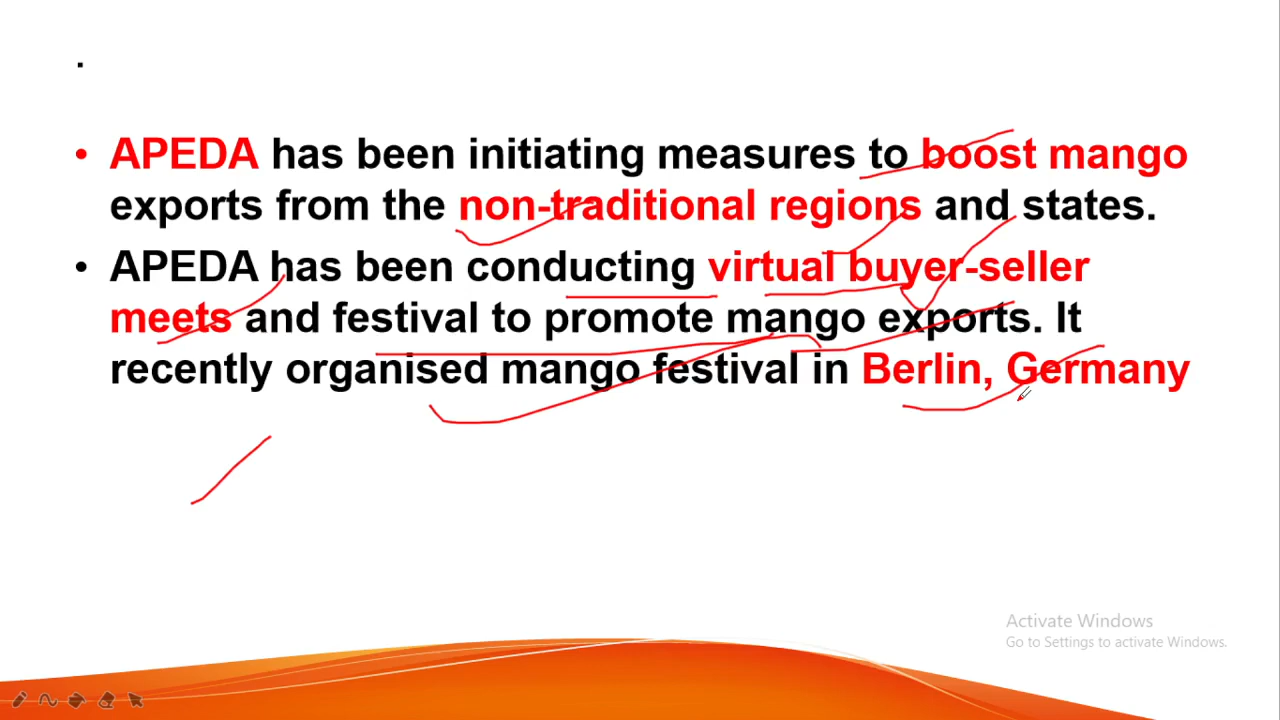 .
• APEDA has been initiating measures to boost mango
exports from the non-traditional regions and states.
• APEDA has been conducting virtual buyer-seller
meets and festival to promote mango exports. It
recently organised mango festival in Berlin, Germany
Activate Windows
Go to Settings to activate Windows.